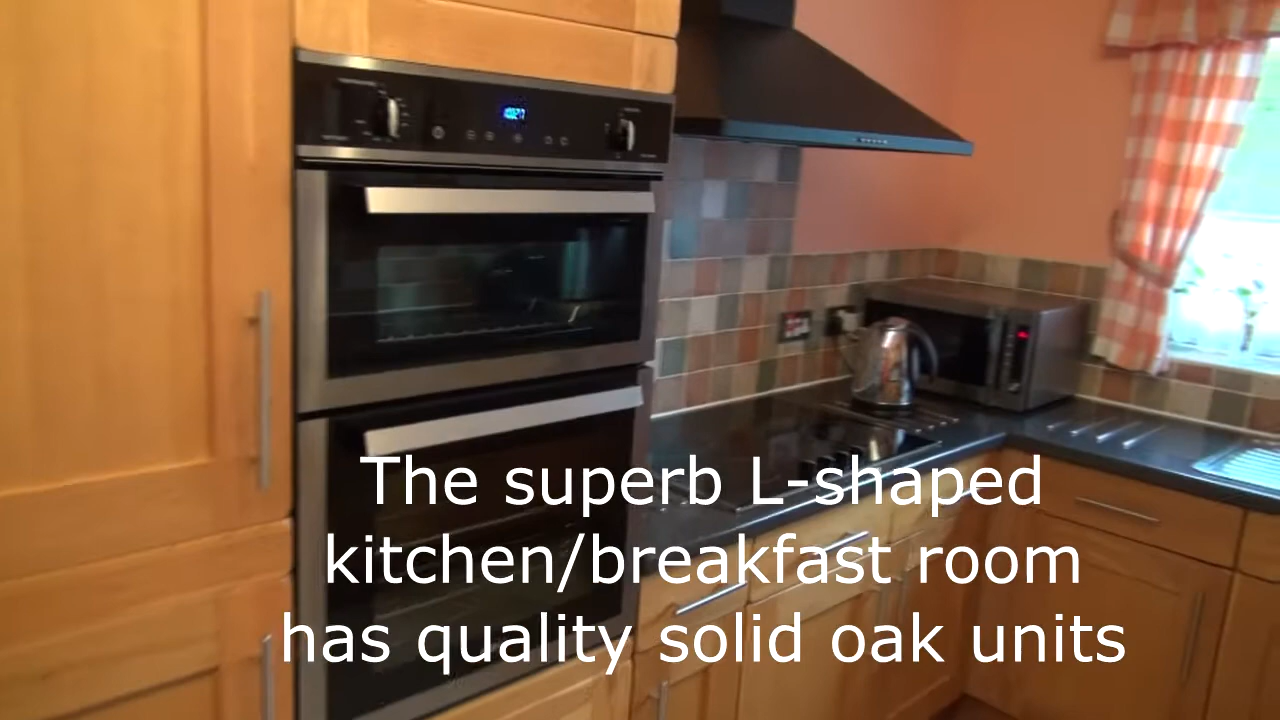 The superb L-shaped
kitchen/breakfast room
has quality solid oak units